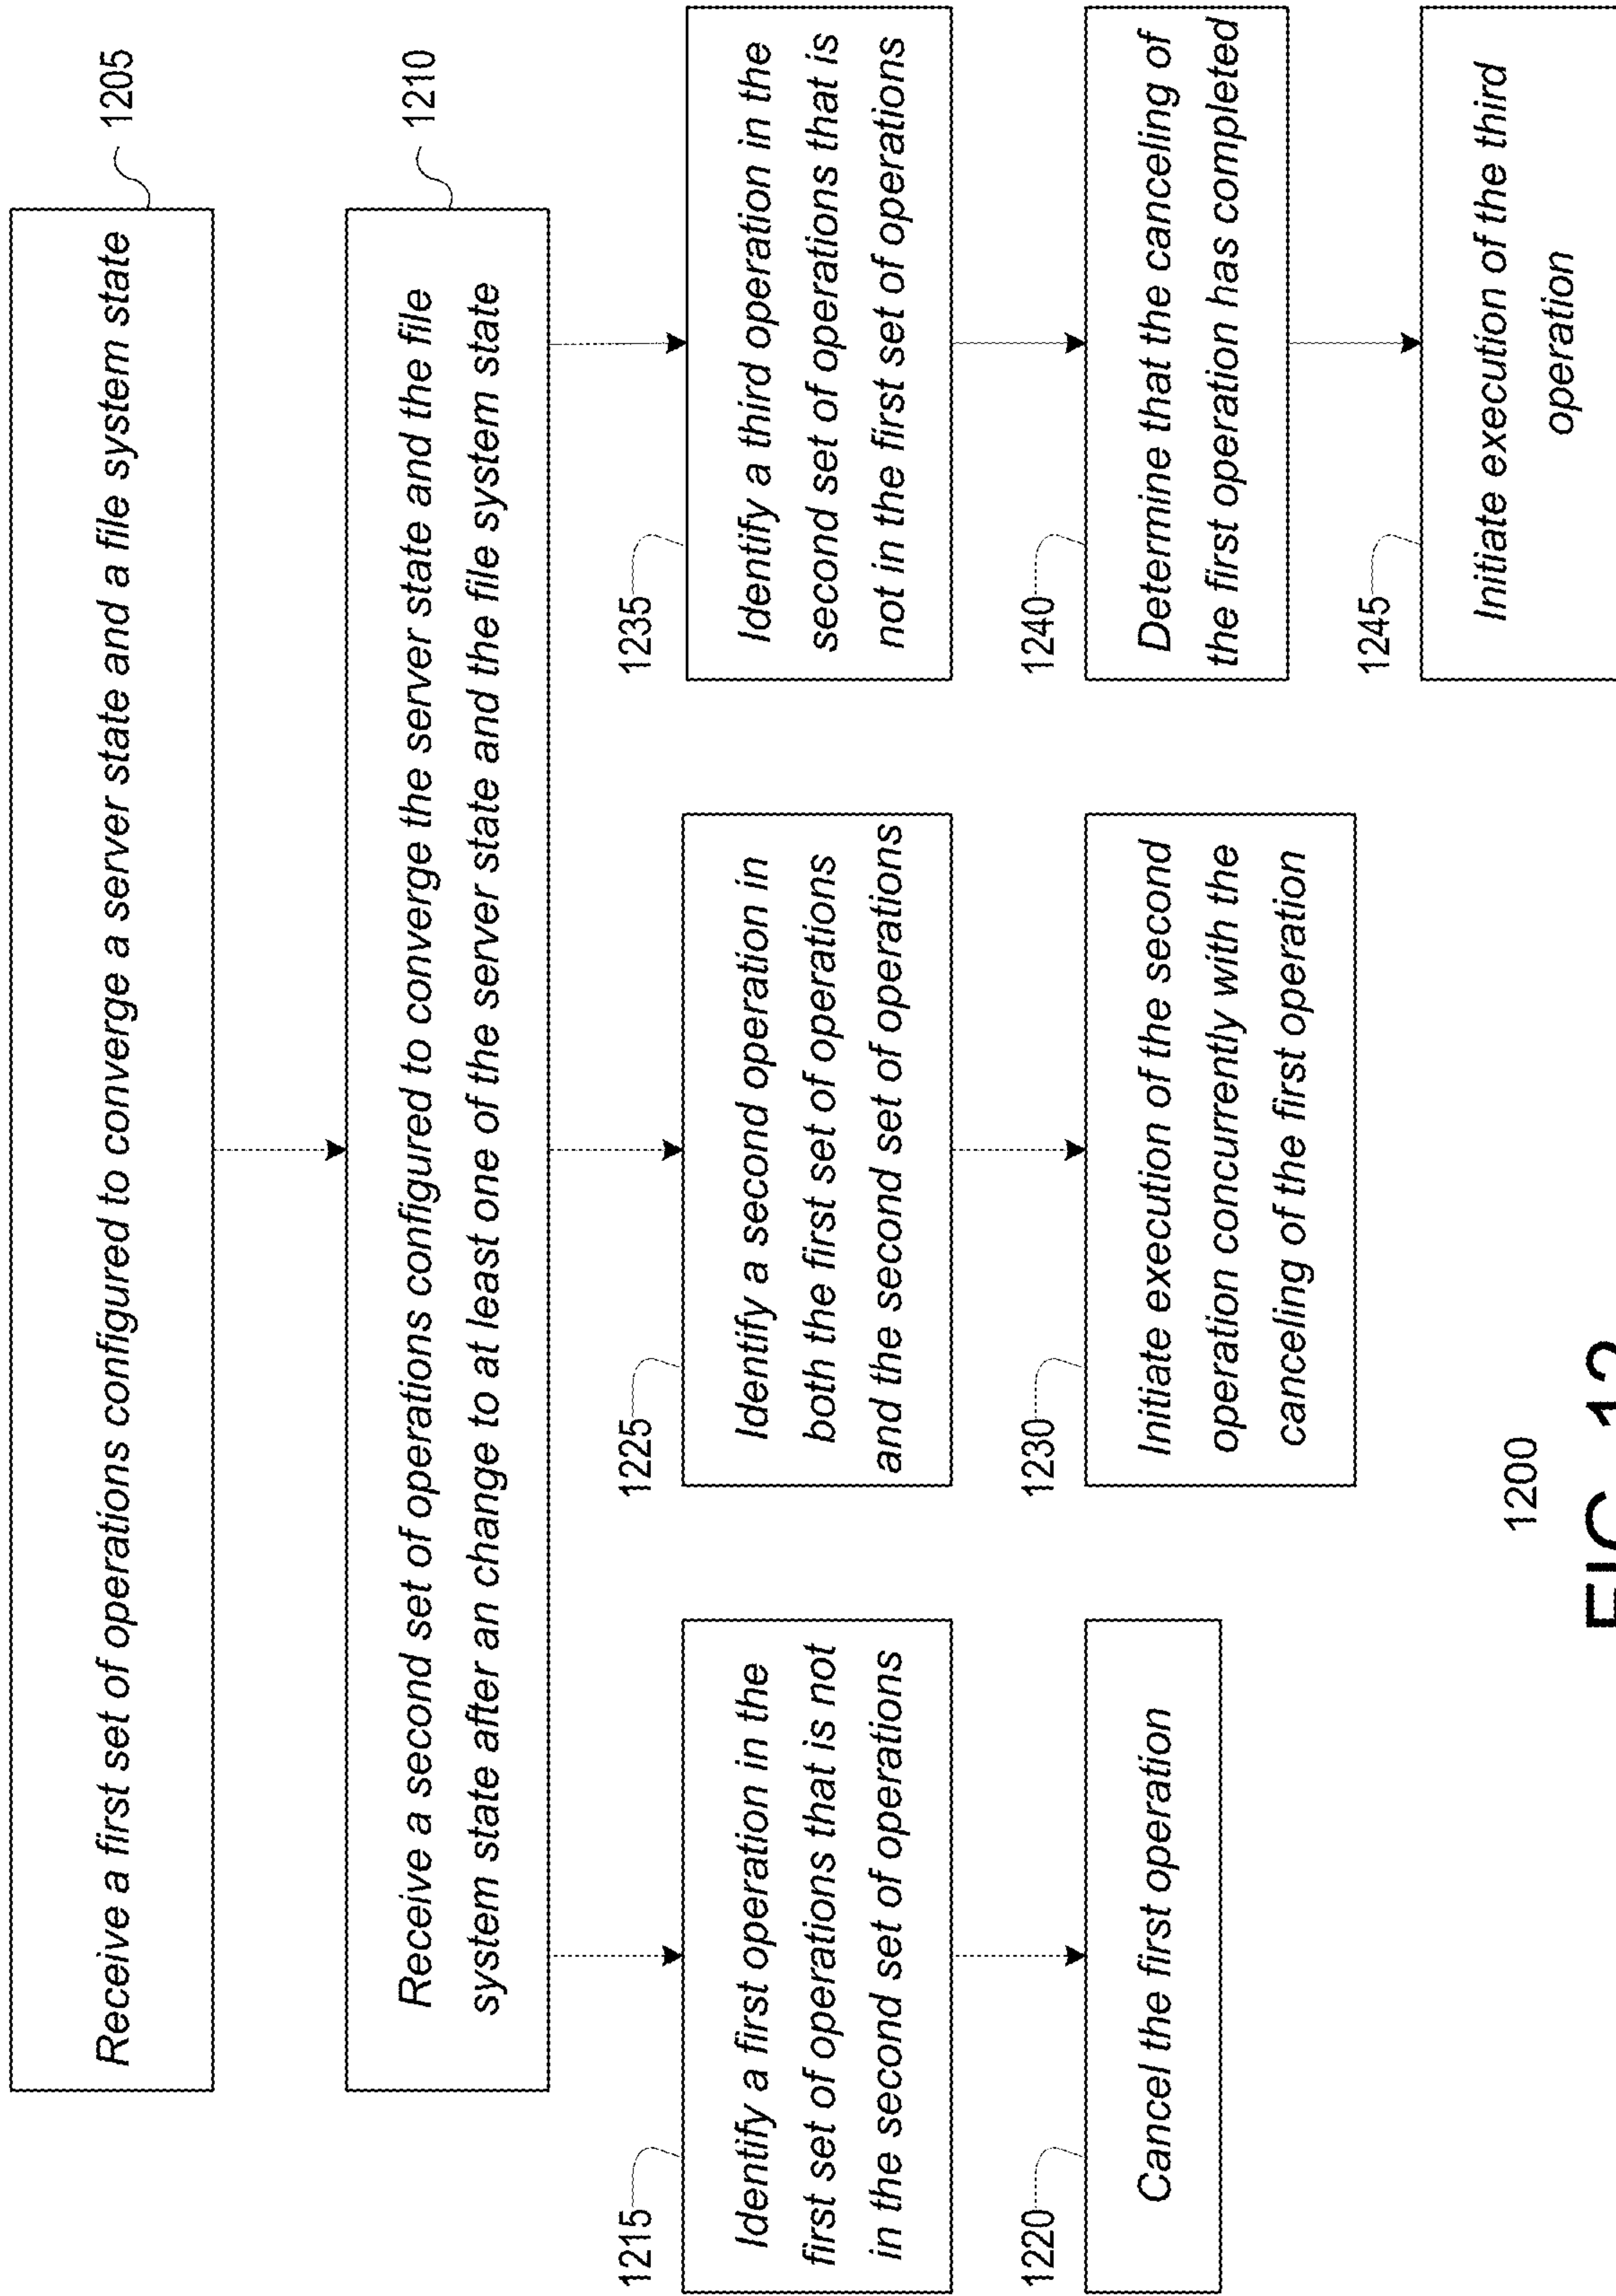 Receive a first set of operations configured to converge a server state and a file system state
1205
Receive a second set of operations configured to converge the server state and the file
system state after an change to at least one of the server state and the file system state
1210
1215
Identify a first operation in the
first set of operations that is not
in the second set of operations
1220
Cancel the first operation
1225
Identify a second operation in
both the first set of operations
and the second set of operations
1230
Initiate execution of the second
operation concurrently with the
canceling of the first operation
1235
Identify a third operation in the
second set of operations that is
not in the first set of operations
1240
Determine that the canceling of
the first operation has completed
1245
Initiate execution of the third
operation
1200
FIG. 12